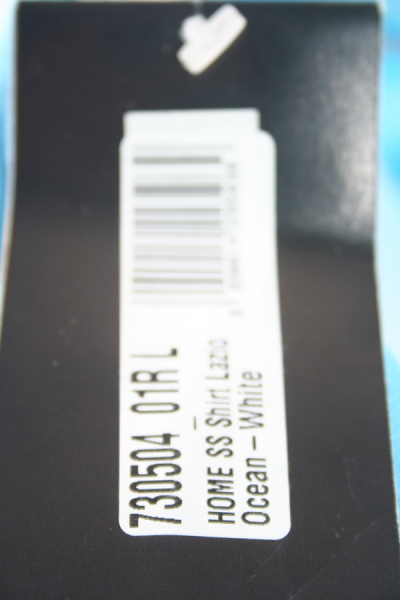 730504 01R L
HOME SS Shirt Lazio
Ocean – White